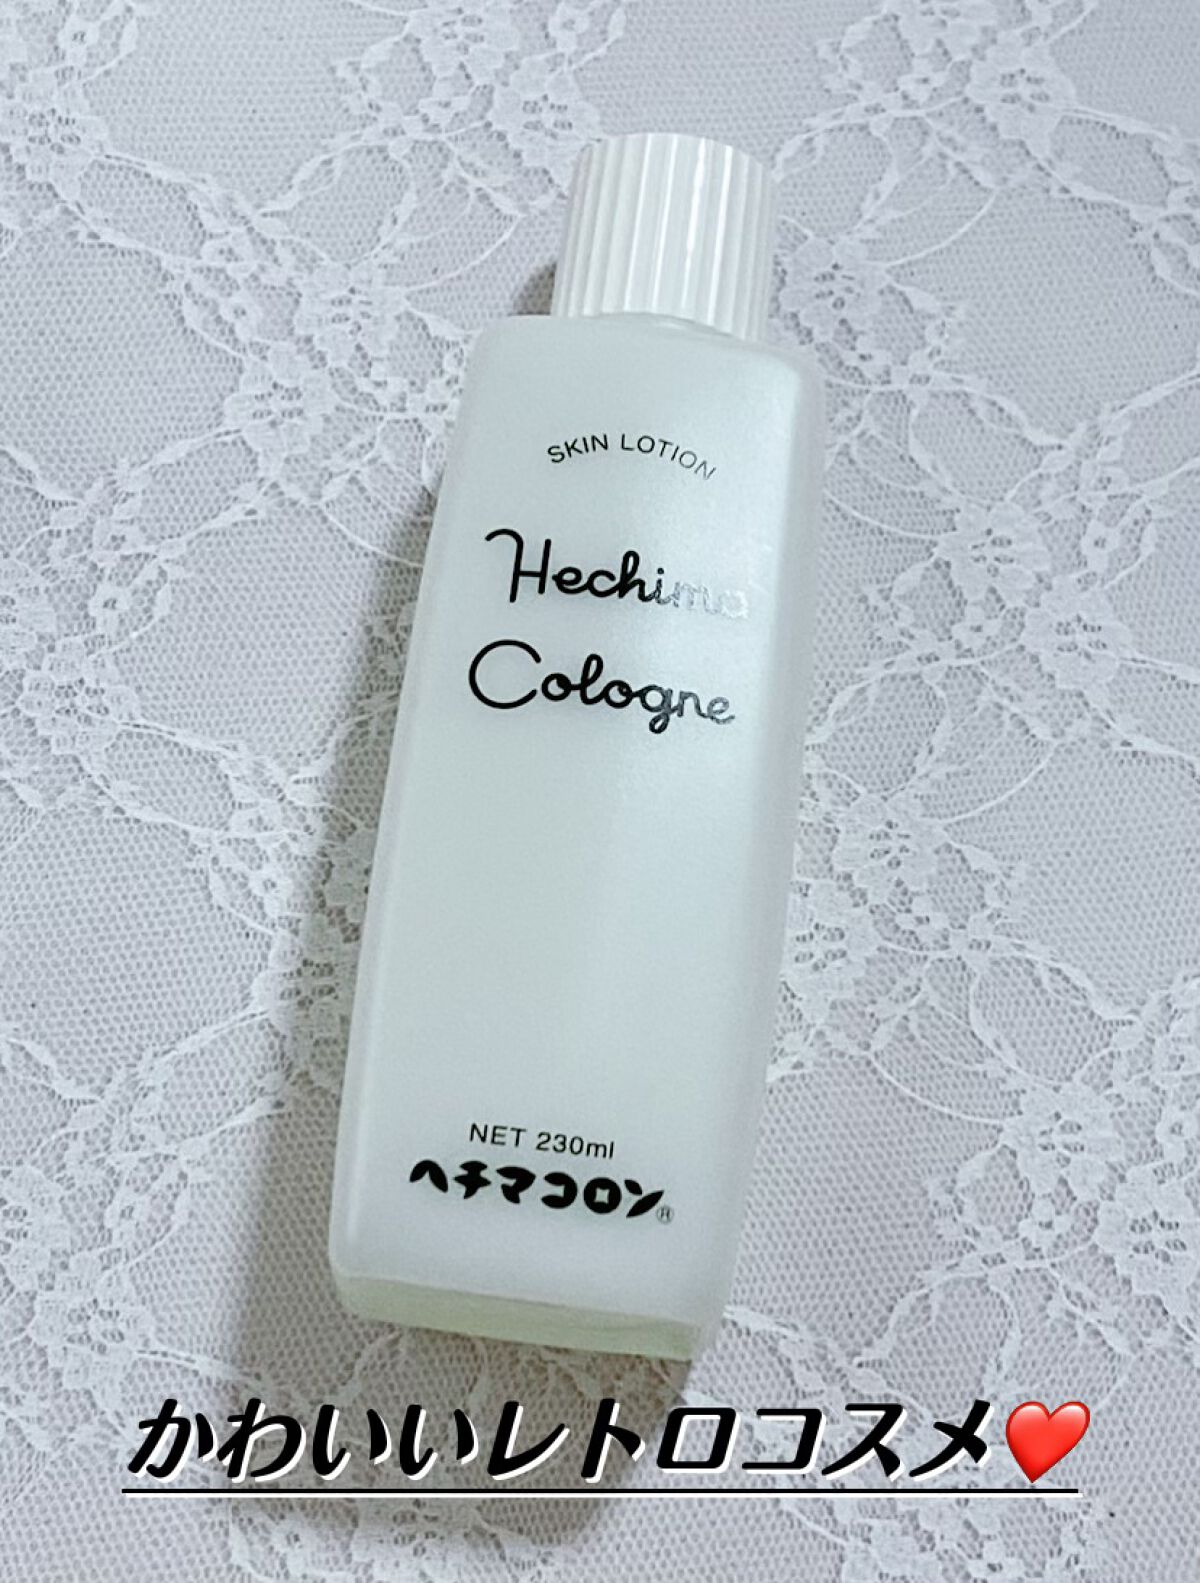 SKIN LOTION
Hechima
Cologne
NET 230ml
ヘチマコロン®
かわいいレトロコスメ❤️